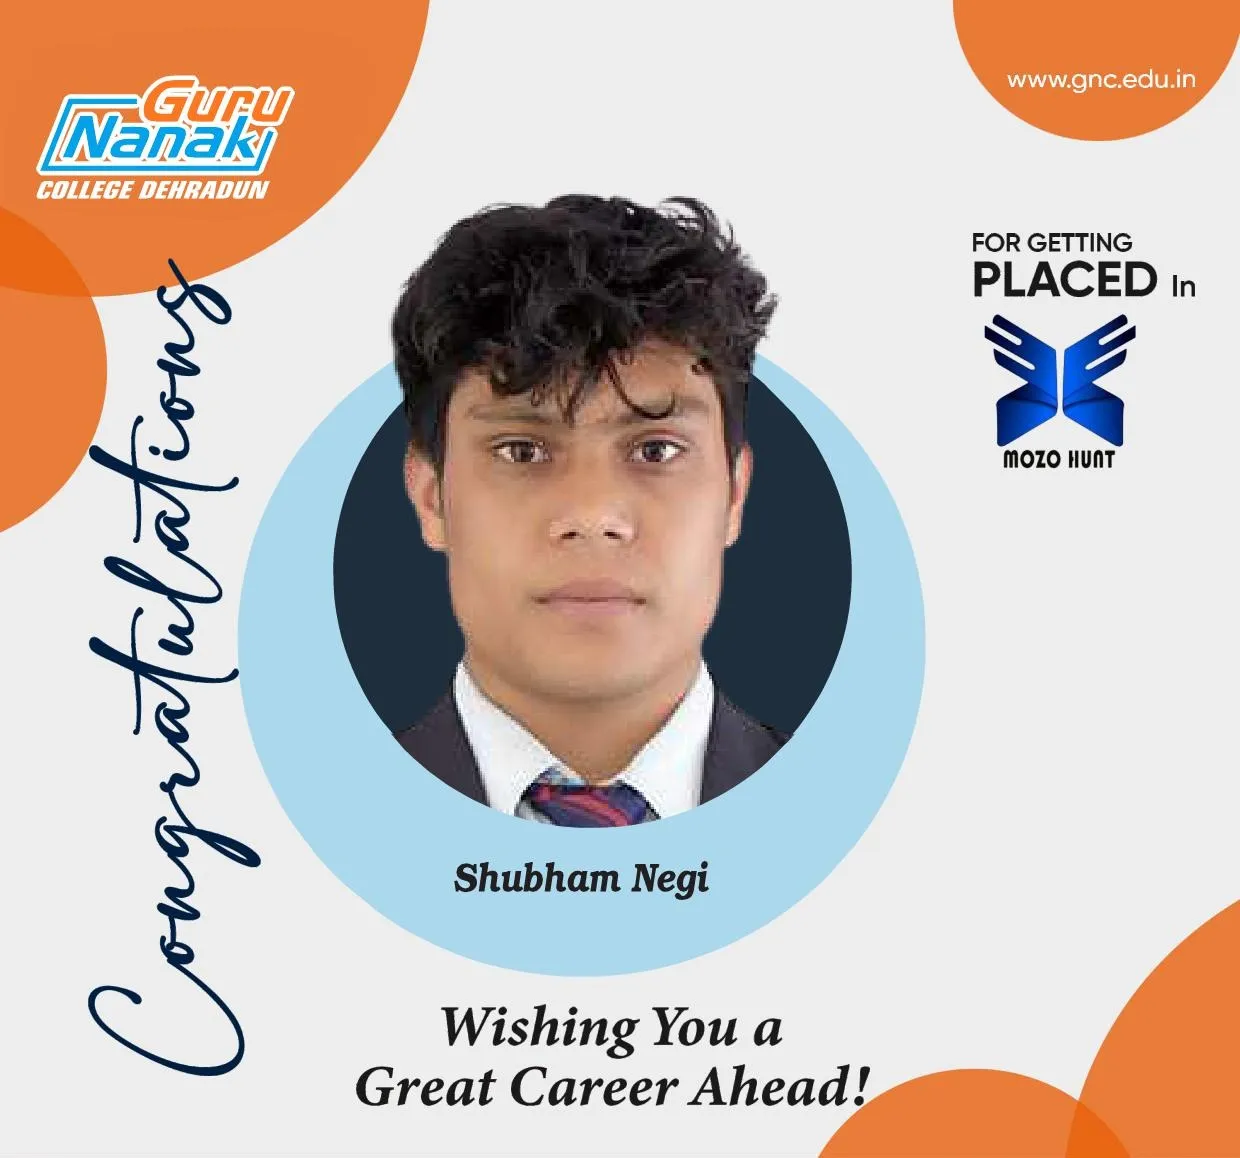 Guru
Nanak
COLLEGE DEHRADUN
www.gnc.edu.in
Congratulations
FOR GETTING
PLACED In
MOZO HUNT
Shubham Negi
Wishing You a
Great Career Ahead!